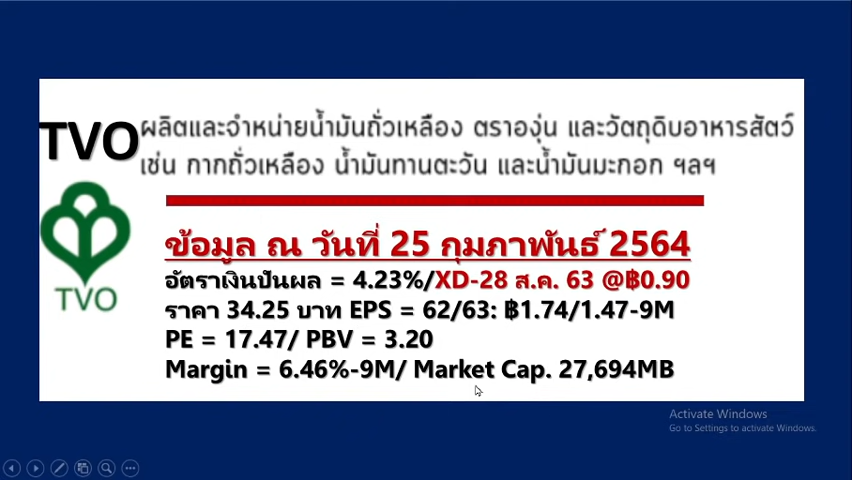 TVO ผลิตและจำหน่ายน้ำมันถั่วเหลือง ตราองุ่น และวัตถุดิบอาหารสัตว์
เช่น กากถั่วเหลือง น้ำมันทานตะวัน และน้ำมันมะกอก ฯลฯ
TVO
ข้อมูล ณ วันที่ 25 กุมภาพันธ์ 2564
อัตราเงินปันผล = 4.23%/XD-28 ส.ค. 63 @฿0.90
ราคา 34.25 บาท EPS = 62/63: ฿1.74/1.47-9M
PE = 17.47/ PBV = 3.20
Margin = 6.46%-9M/ Market Cap. 27,694MB
Activate Windows
Go to Settings to activate Windows.